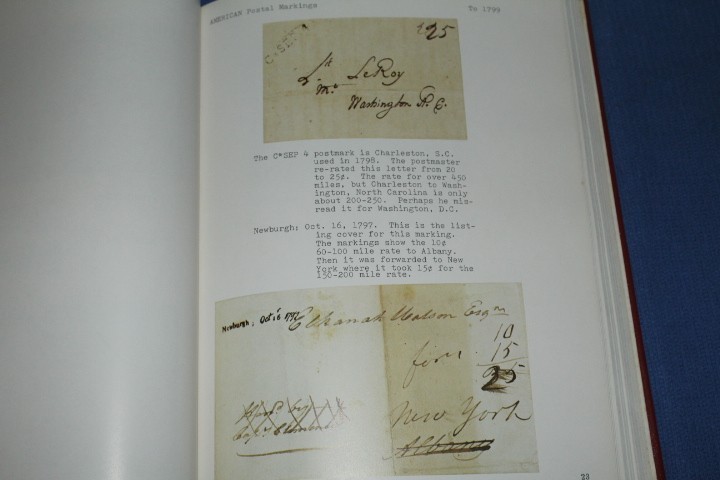 AMERICAN Postal Markings To 1799
C*SEP
25
Lt LeRoy
Mr
Washington N. C.
The C*SEP 4 postmark is Charleston, S.C.
used in 1798. The postmaster
re-rated this letter from 20
to 25¢. The rate for over 450
miles, but Charleston to Wash-
ington, North Carolina is only
about 200-250. Perhaps he mis-
read it for Washington, D.C.
Newburgh; Oct. 16, 1797. This is the list-
ing cover for this marking.
The markings show the 10¢
60-100 mile rate to Albany.
Then it was forwarded to New
York where it took 15¢ for the
150-200 mile rate.
Newburgh; Oct 16 1797 Elkanah Watson Esqr
10
15
25
New York
Albany
23